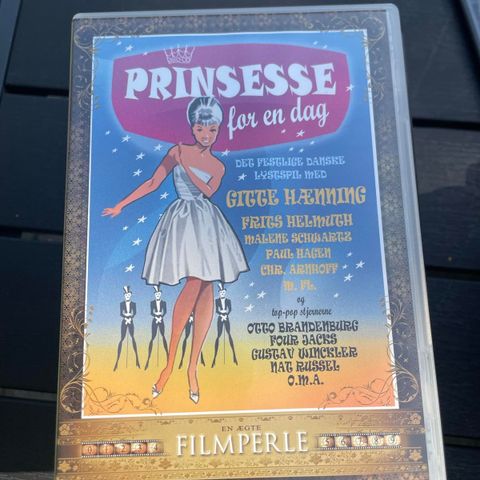 PRINSESSE
for en dag
DET FESTLIGE DANSKE
LYSTSPIL MED
GITTE HÆNNING
FRITS HELMUTH
MALENE SCHWARTZ
PAUL HAGEN
CHR. ARNHOFF
M. FL.
og
top-pop stjernerne
OTTO BRANDENBURG
FOUR JACKS
GUSTAV WINCKLER
NAT RUSSEL
O.M.A.
EN ÆGTE
FILMPERLE